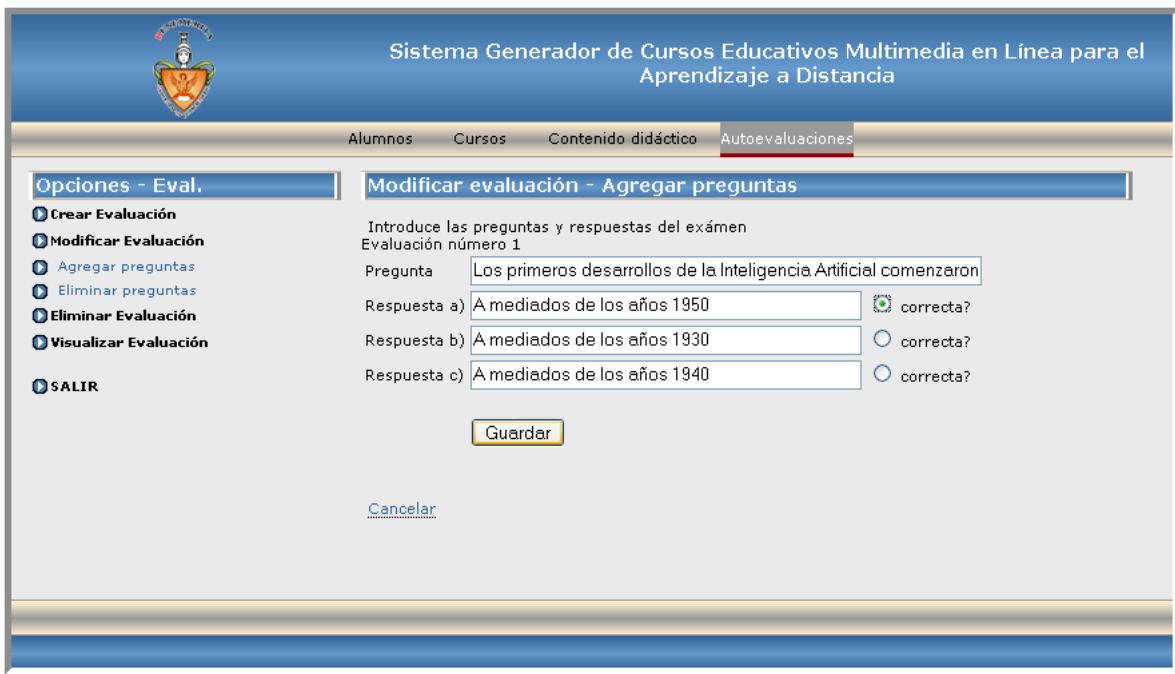 Sistema Generador de Cursos Educativos Multimedia en Línea para el
Aprendizaje a Distancia
Alumnos Cursos Contenido didáctico Autoevaluaciones
Opciones - Eval.
Crear Evaluación
Modificar Evaluación
Agregar preguntas
Eliminar preguntas
Eliminar Evaluación
Visualizar Evaluación
SALIR
Modificar evaluación - Agregar preguntas
Introduce las preguntas y respuestas del exámen
Evaluación número 1
Pregunta Los primeros desarrollos de la Inteligencia Artificial comenzaron
Respuesta a) A mediados de los años 1950 correcta?
Respuesta b) A mediados de los años 1930 correcta?
Respuesta c) A mediados de los años 1940 correcta?
Guardar
Cancelar